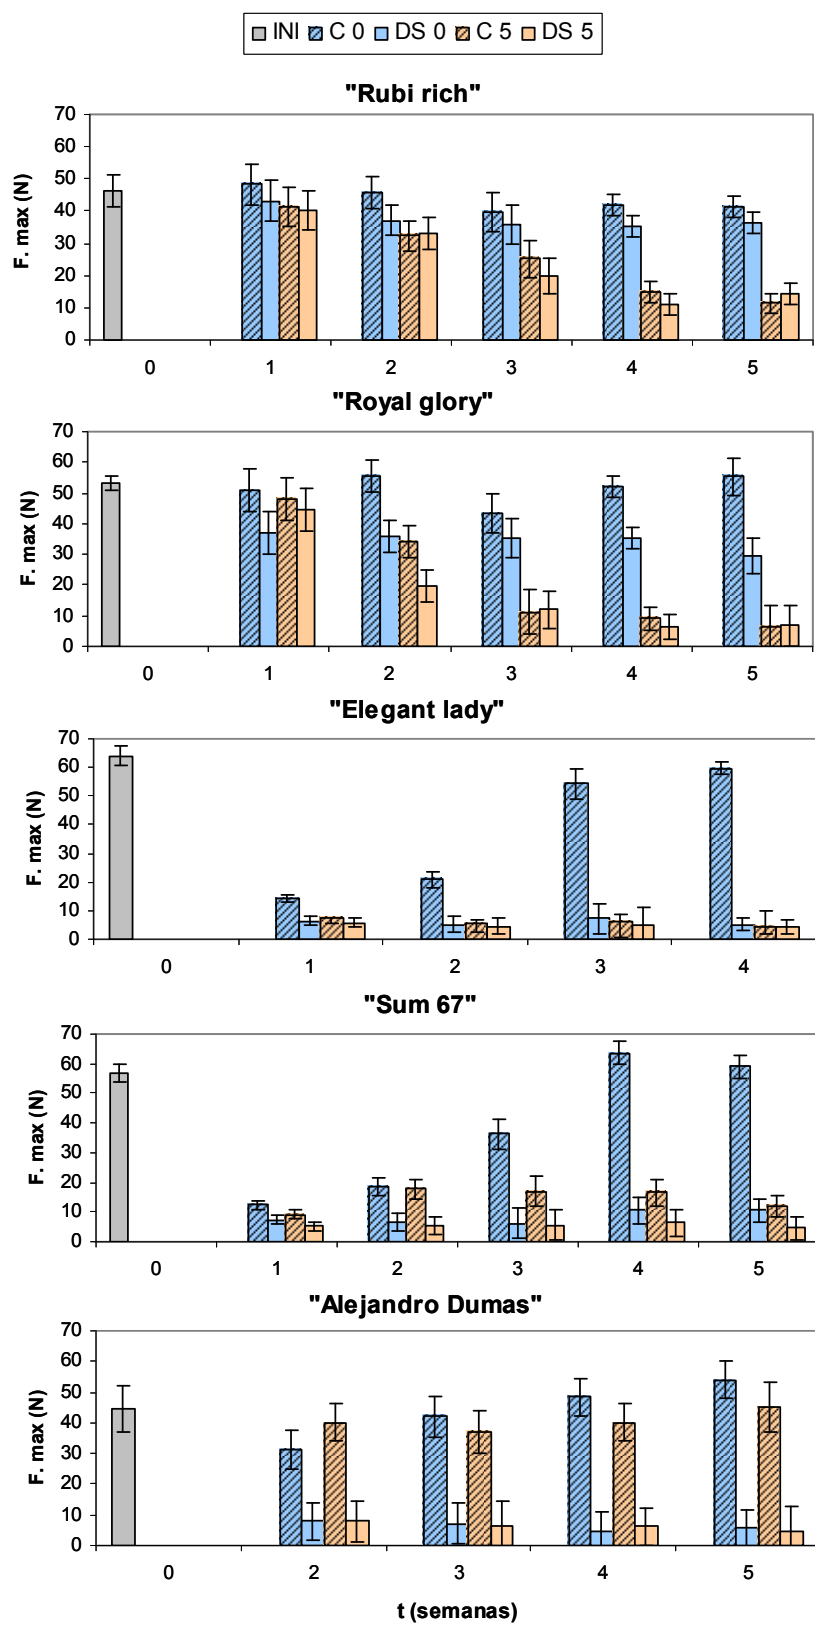 INI C 0 DS 0 C 5 DS 5
"Rubi rich"
F. max (N)
70
60
50
40
30
20
10
0
0 1 2 3 4 5
"Royal glory"
F. max (N)
70
60
50
40
30
20
10
0
0 1 2 3 4 5
"Elegant lady"
F. max (N)
70
60
50
40
30
20
10
0
0 1 2 3 4
"Sum 67"
F. max (N)
70
60
50
40
30
20
10
0
0 1 2 3 4 5
"Alejandro Dumas"
F. max (N)
70
60
50
40
30
20
10
0
0 2 3 4 5
t (semanas)